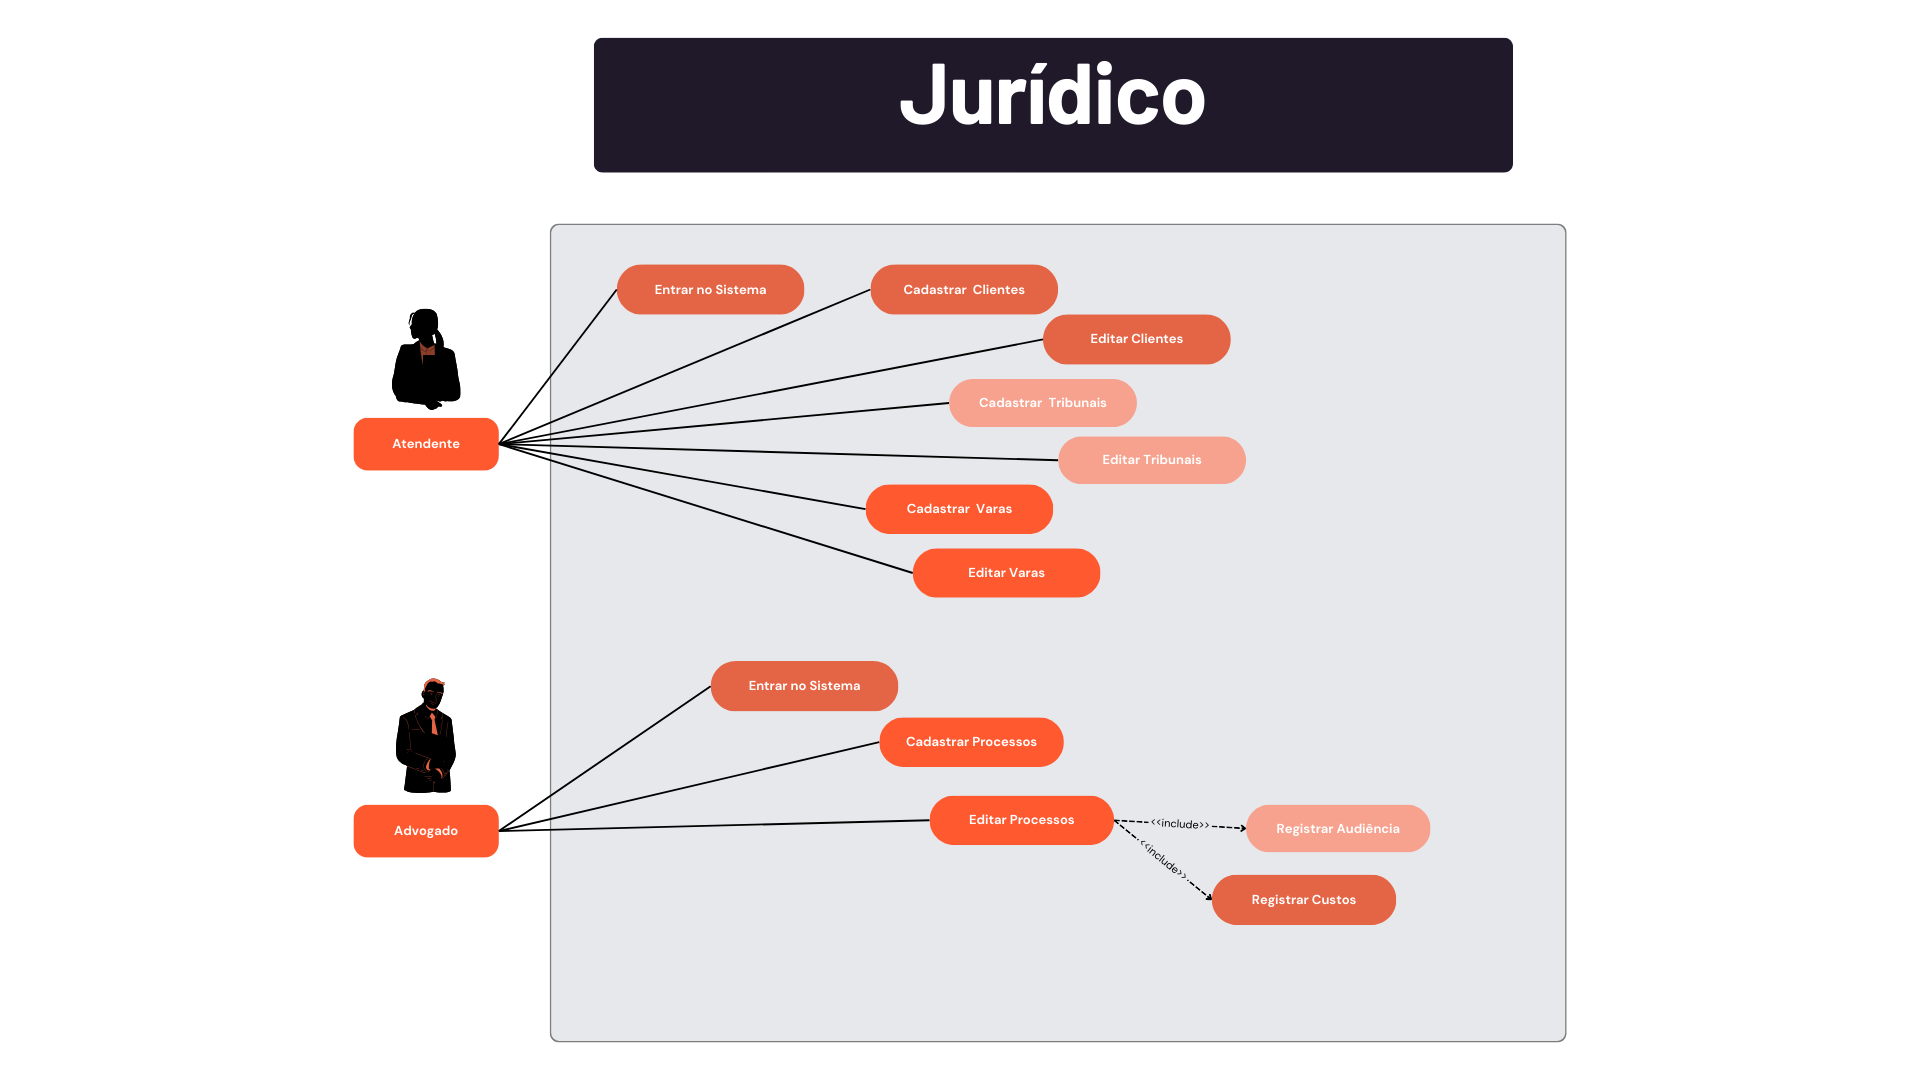 Jurídico
Entrar no Sistema
Cadastrar Clientes
Editar Clientes
Cadastrar Tribunais
Atendente
Editar Tribunais
Cadastrar Varas
Editar Varas
Entrar no Sistema
Cadastrar Processos
Advogado
Editar Processos
<<include>>
Registrar Audiência
<<include>>
Registrar Custos